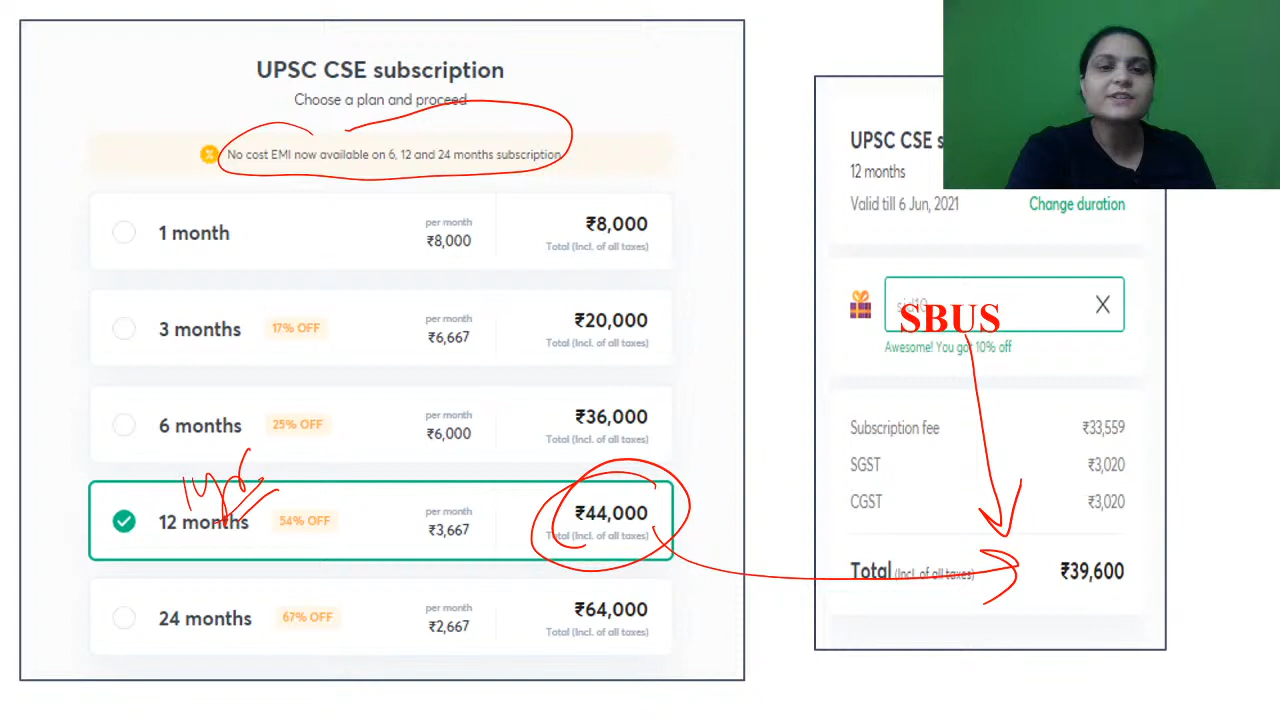 UPSC CSE subscription
Choose a plan and proceed
No cost EMI now available on 6, 12 and 24 months subscription
1 month
per month
₹8,000
₹8,000
Total (Incl. of all taxes)
3 months
17% OFF
per month
₹6,667
₹20,000
Total (Incl. of all taxes)
6 months
25% OFF
per month
₹6,000
₹36,000
Total (Incl. of all taxes)
12 months
54% OFF
per month
₹3,667
₹44,000
Total (Incl. of all taxes)
24 months
67% OFF
per month
₹2,667
₹64,000
Total (Incl. of all taxes)
UPSC CSE s
12 months
Valid till 6 Jun, 2021
Change duration
SBUS
Awesome! You got 10% off
Subscription fee ₹33,559
SGST ₹3,020
CGST ₹3,020
Total (Incl. of all taxes) ₹39,600